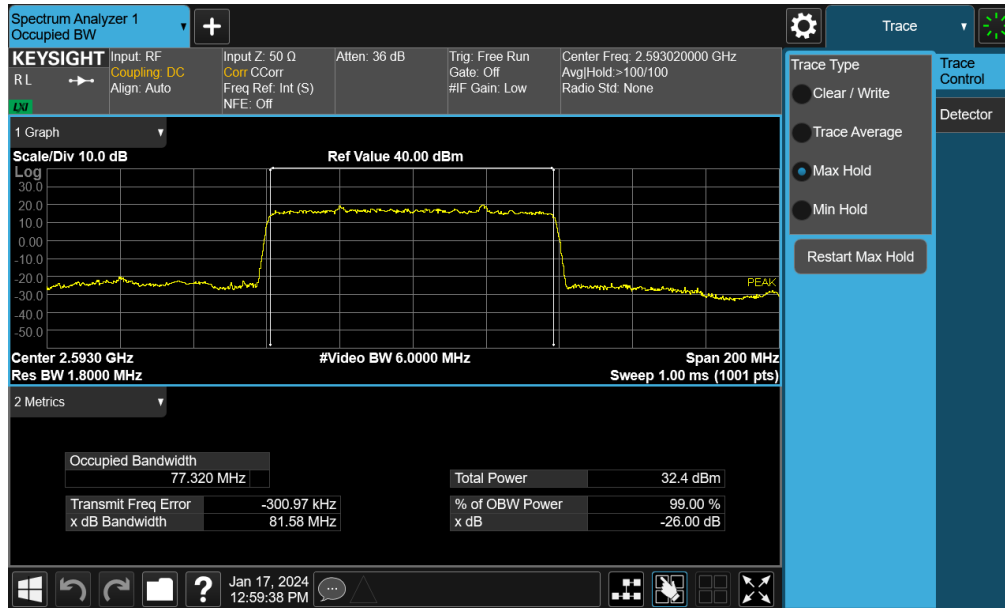 Spectrum Analyzer 1
Occupied BW
Trace
KEYSIGHT
R L
LXI
Input: RF
Coupling: DC
Align: Auto
Input Z: 50 Ω
Corr CCorr
Freq Ref: Int (S)
NFE: Off
Atten: 36 dB
Trig: Free Run
Gate: Off
#IF Gain: Low
Center Freq: 2.593020000 GHz
Avg|Hold:>100/100
Radio Std: None
Trace Type
Clear / Write
Trace Average
Max Hold
Min Hold
Restart Max Hold
Trace
Control
Detector
1 Graph
Scale/Div 10.0 dB
Ref Value 40.00 dBm
Log
30.0
20.0
10.0
0.00
-10.0
-20.0
-30.0
-40.0
-50.0
PEAK
Center 2.5930 GHz
#Video BW 6.0000 MHz
Span 200 MHz
Res BW 1.8000 MHz
Sweep 1.00 ms (1001 pts)
2 Metrics
Occupied Bandwidth
77.320 MHz
Total Power 32.4 dBm
Transmit Freq Error -300.97 kHz
% of OBW Power 99.00 %
x dB Bandwidth 81.58 MHz
x dB -26.00 dB
?
Jan 17, 2024
12:59:38 PM